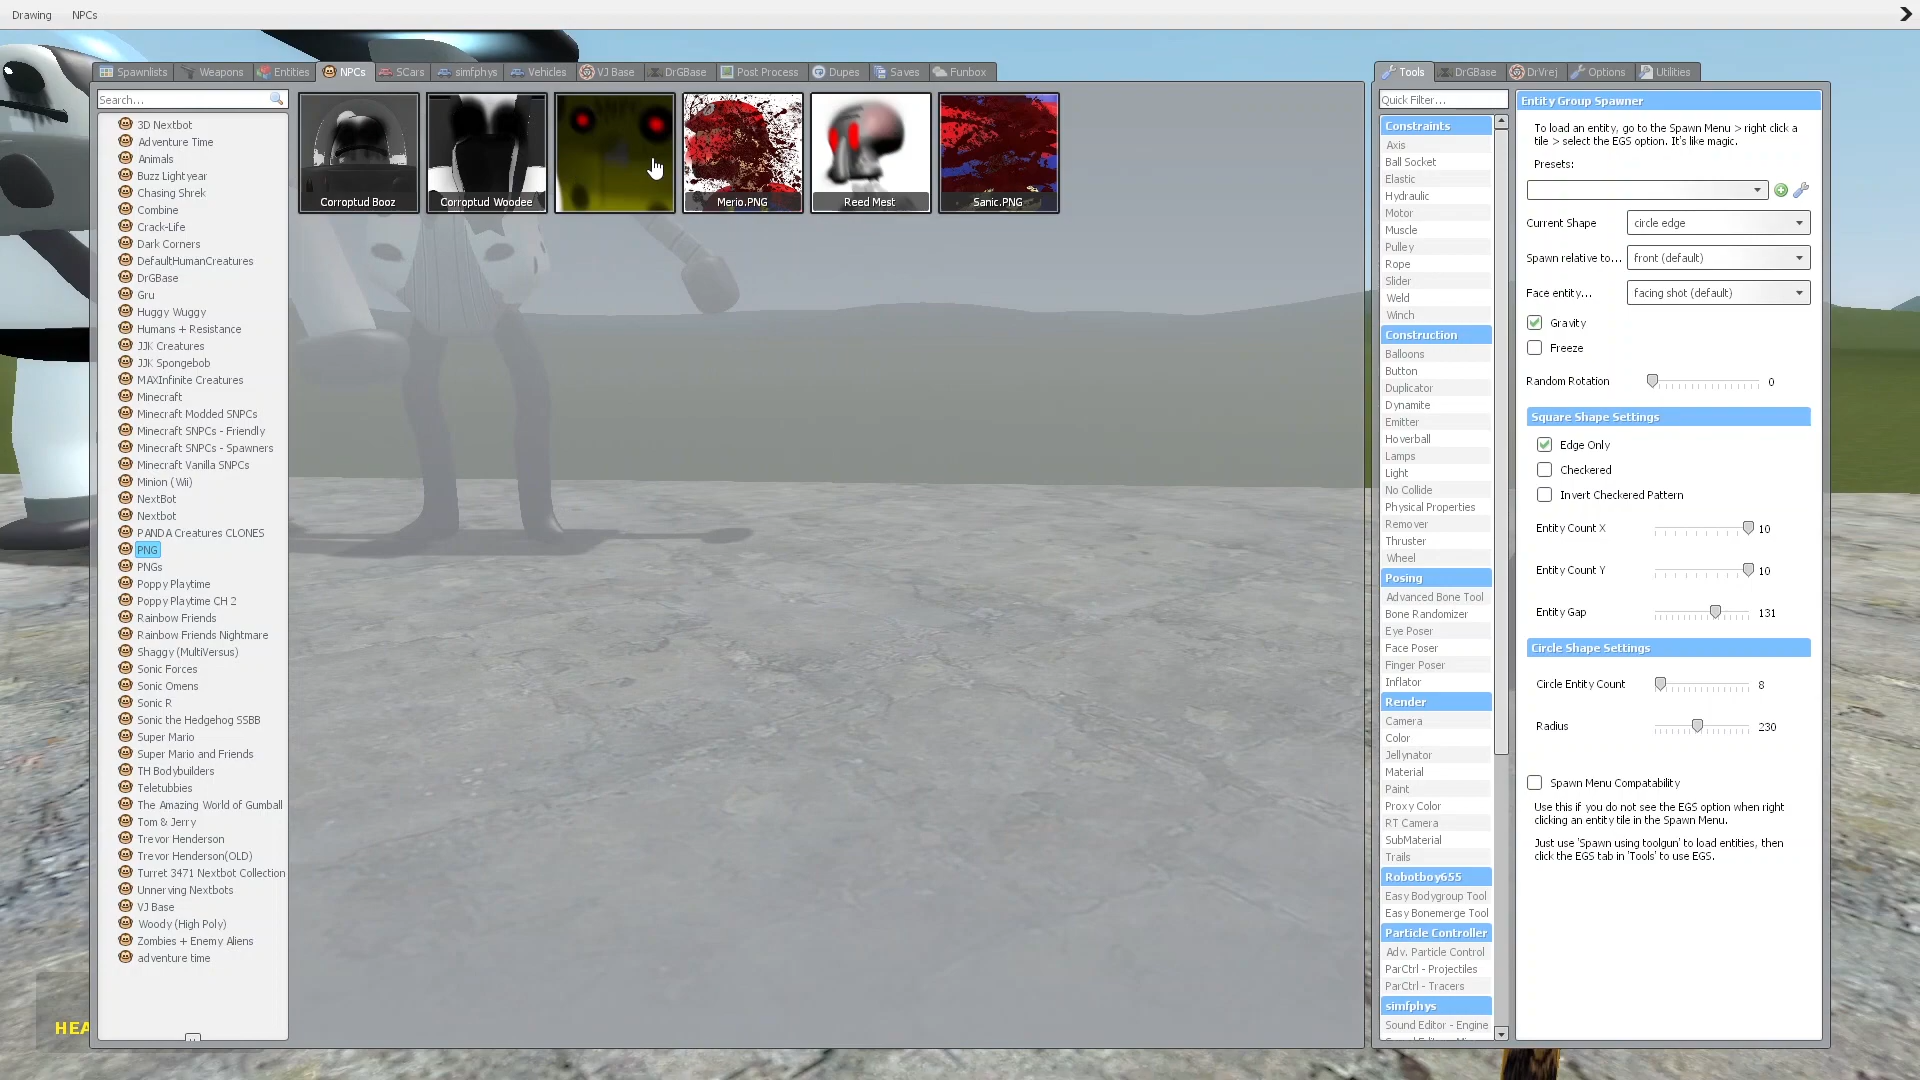 Drawing NPCs
Spawnlists Weapons Entities NPCs SCars simfphys Vehicles VJ Base DrGBase Post Process Dupes Saves Funbox
Search...
3D Nextbot
Adventure Time
Animals
Buzz Lightyear
Chasing Shrek
Combine
Crack-Life
Dark Corners
DefaultHumanCreatures
DrGBase
Gru
Huggy Wuggy
Humans + Resistance
JJK Creatures
JJK Spongebob
MAXInfinite Creatures
Minecraft
Minecraft Modded SNPCs
Minecraft SNPCs - Friendly
Minecraft SNPCs - Spawners
Minecraft Vanilla SNPCs
Minion (Wii)
NextBot
Nextbot
PANDA Creatures CLONES
PNG
PNGs
Poppy Playtime
Poppy Playtime CH 2
Rainbow Friends
Rainbow Friends Nightmare
Shaggy (MultiVersus)
Sonic Forces
Sonic Omens
Sonic R
Sonic the Hedgehog SSBB
Super Mario
Super Mario and Friends
TH Bodybuilders
Teletubbies
The Amazing World of Gumball
Tom & Jerry
Trevor Henderson
Trevor Henderson(OLD)
Turret 3471 Nextbot Collection
Unnerving Nextbots
VJ Base
Woody (High Poly)
Zombies + Enemy Aliens
adventure time
Corroptud Booz
Corroptud Woodee
Merio.PNG
Reed Mest
Sanic.PNG
HEA
Tools DrGBase DrVrej Options Utilities
Quick Filter...
Constraints
Axis
Ball Socket
Elastic
Hydraulic
Motor
Muscle
Pulley
Rope
Slider
Weld
Winch
Construction
Balloons
Button
Duplicator
Dynamite
Emitter
Hoverball
Lamps
Light
No Collide
Physical Properties
Remover
Thruster
Wheel
Posing
Advanced Bone Tool
Bone Randomizer
Eye Poser
Face Poser
Finger Poser
Inflator
Render
Camera
Color
Jellynator
Material
Paint
Proxy Color
RT Camera
SubMaterial
Trails
Robotboy655
Easy Bodygroup Tool
Easy Bonemerge Tool
Particle Controller
Adv. Particle Control
ParCtrl - Projectiles
ParCtrl - Tracers
simfphys
Sound Editor - Engine
Entity Group Spawner
To load an entity, go to the Spawn Menu > right click a
tile > select the EGS option. It's like magic.
Presets:
Current Shape circle edge
Spawn relative to... front (default)
Face entity... facing shot (default)
Gravity
Freeze
Random Rotation 0
Square Shape Settings
Edge Only
Checkered
Invert Checkered Pattern
Entity Count X 10
Entity Count Y 10
Entity Gap 131
Circle Shape Settings
Circle Entity Count 8
Radius 230
Spawn Menu Compatability
Use this if you do not see the EGS option when right
clicking an entity tile in the Spawn Menu.
Just use 'Spawn using toolgun' to load entities, then
click the EGS tab in 'Tools' to use EGS.